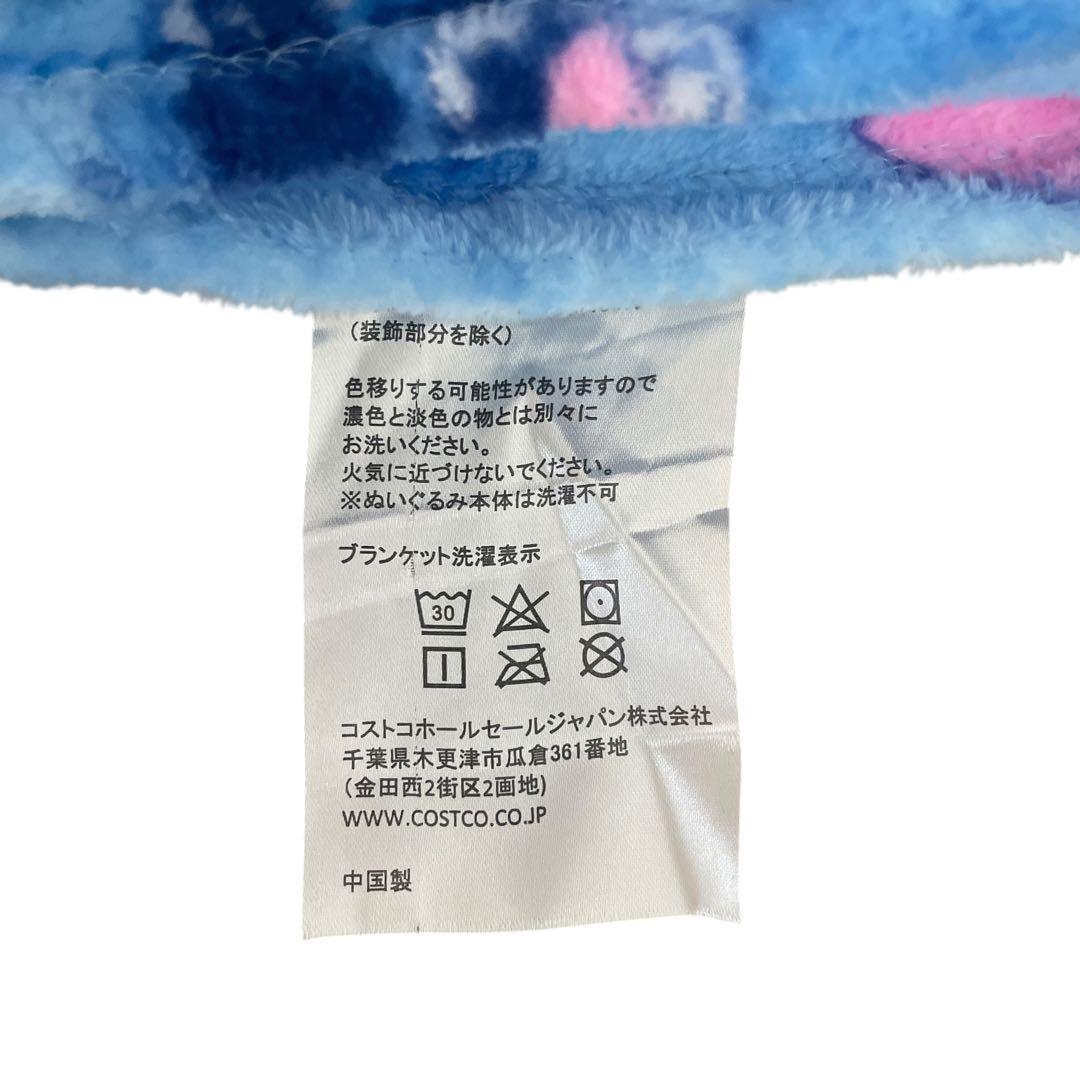 (装飾部分を除く)
色移りする可能性がありますので
濃色と淡色の物とは別々に
お洗いください。
火気に近づけないでください。
※ぬいぐるみ本体は洗濯不可
ブランケット洗濯表示
30
コストコホールセールジャパン株式会社
千葉県木更津市瓜倉361番地
(金田西2街区2画地)
WWW.COSTCO.CO.JP
中国製